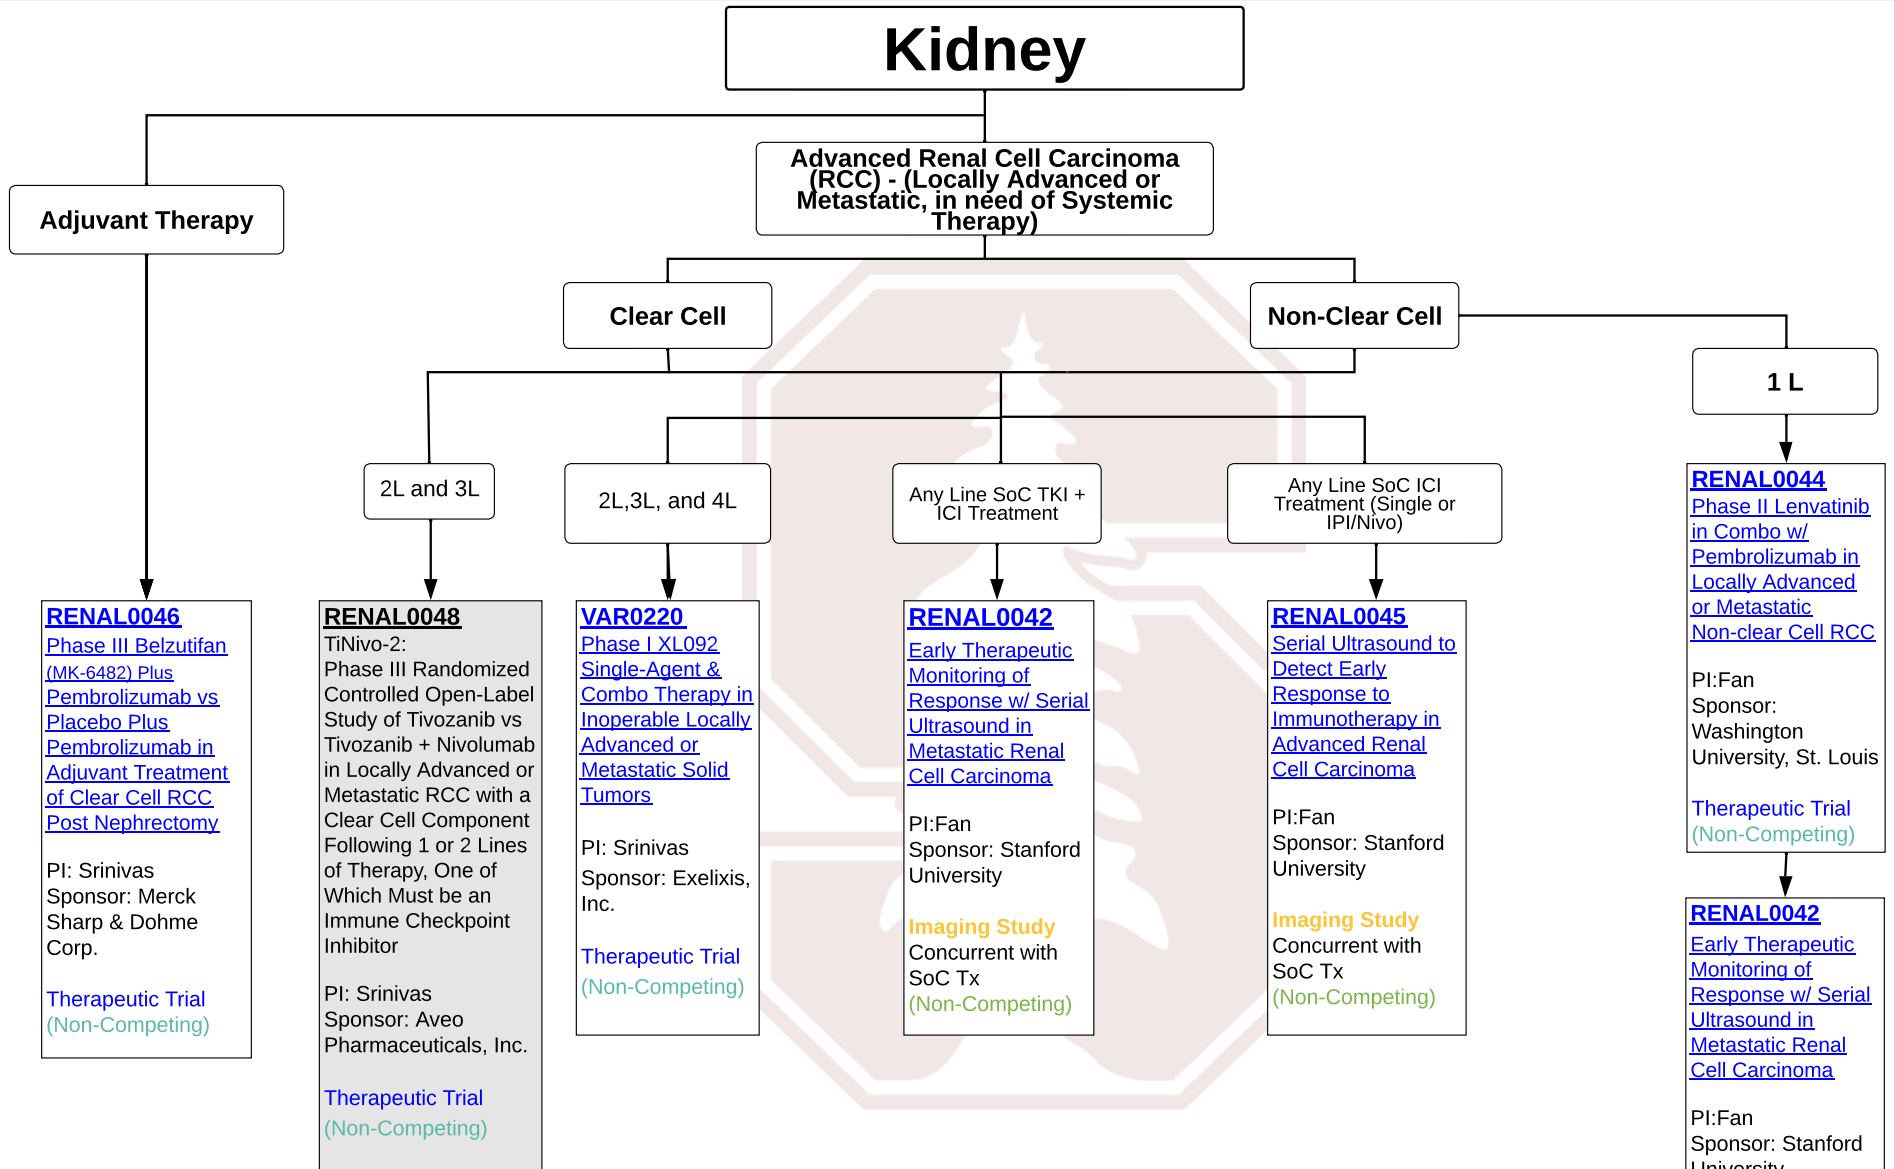 Kidney
Advanced Renal Cell Carcinoma
(RCC) - (Locally Advanced or
Metastatic, in need of Systemic
Therapy)
Adjuvant Therapy
Clear Cell
Non-Clear Cell
1 L
2L and 3L
2L,3L, and 4L
Any Line SoC TKI +
ICI Treatment
Any Line SoC ICI
Treatment (Single or
IPI/Nivo)
RENAL0046
Phase III Belzutifan
(MK-6482) Plus
Pembrolizumab vs
Placebo Plus
Pembrolizumab in
Adjuvant Treatment
of Clear Cell RCC
Post Nephrectomy
PI: Srinivas
Sponsor: Merck
Sharp & Dohme
Corp.
Therapeutic Trial
(Non-Competing)
RENAL0048
TiNivo-2:
Phase III Randomized
Controlled Open-Label
Study of Tivozanib vs
Tivozanib + Nivolumab
in Locally Advanced or
Metastatic RCC with a
Clear Cell Component
Following 1 or 2 Lines
of Therapy, One of
Which Must be an
Immune Checkpoint
Inhibitor
PI: Srinivas
Sponsor: Aveo
Pharmaceuticals, Inc.
Therapeutic Trial
(Non-Competing)
VAR0220
Phase I XL092
Single-Agent &
Combo Therapy in
Inoperable Locally
Advanced or
Metastatic Solid
Tumors
PI: Srinivas
Sponsor: Exelixis,
Inc.
Therapeutic Trial
(Non-Competing)
RENAL0042
Early Therapeutic
Monitoring of
Response w/ Serial
Ultrasound in
Metastatic Renal
Cell Carcinoma
PI:Fan
Sponsor: Stanford
University
Imaging Study
Concurrent with
SoC Tx
(Non-Competing)
RENAL0045
Serial Ultrasound to
Detect Early
Response to
Immunotherapy in
Advanced Renal
Cell Carcinoma
PI:Fan
Sponsor: Stanford
University
Imaging Study
Concurrent with
SoC Tx
(Non-Competing)
RENAL0044
Phase II Lenvatinib
in Combo w/
Pembrolizumab in
Locally Advanced
or Metastatic
Non-clear Cell RCC
PI:Fan
Sponsor:
Washington
University, St. Louis
Therapeutic Trial
(Non-Competing)
RENAL0042
Early Therapeutic
Monitoring of
Response w/ Serial
Ultrasound in
Metastatic Renal
Cell Carcinoma
PI:Fan
Sponsor: Stanford
University